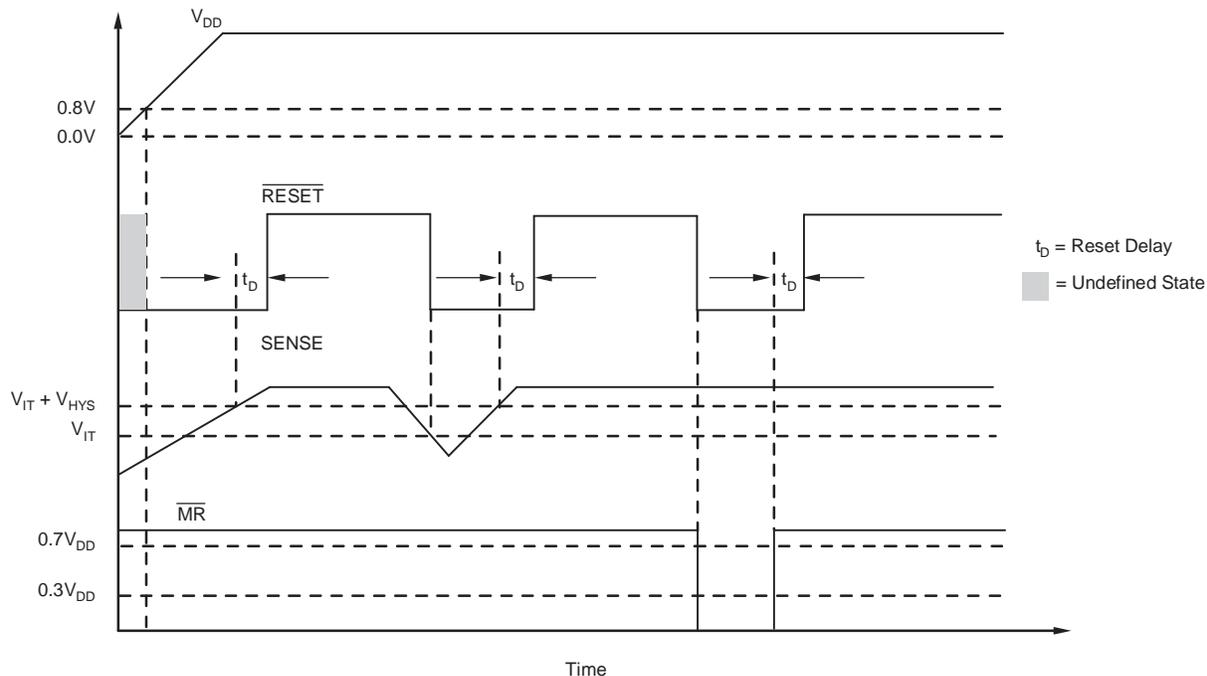 VDD
0.8V
0.0V
RESET
tD
tD
tD
tD = Reset Delay
= Undefined State
SENSE
VIT + VHYS
VIT
MR
0.7VDD
0.3VDD
Time